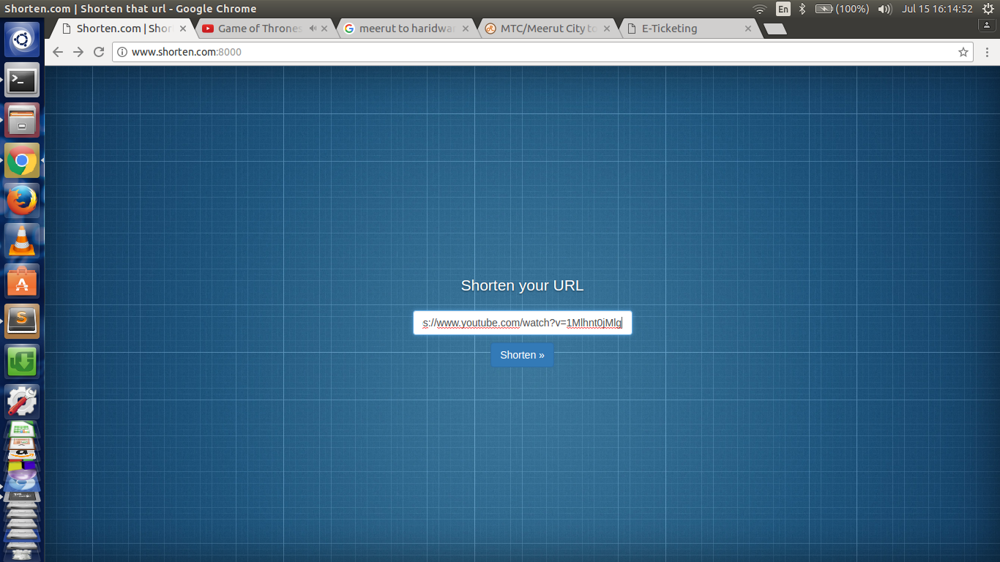 Shorten.com | Shorten that url - Google Chrome
En
(100%)
Jul 15 16:14:52
Shorten.com | Shor
Game of Thrones
meerut to haridwa
MTC/Meerut City to
E-Ticketing
www.shorten.com:8000
Shorten your URL
s://www.youtube.com/watch?v=1Mlhnt0jMlg
Shorten »